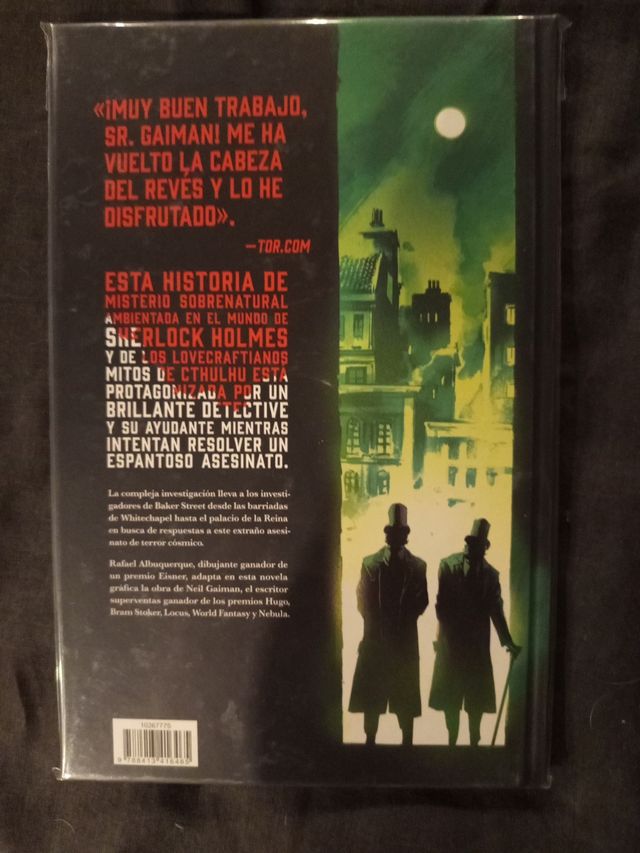 «¡MUY BUEN TRABAJO,
SR. GAIMAN! ME HA
VUELTO LA CABEZA
DEL REVÉS Y LO HE
DISFRUTADO».
—TOR.COM
ESTA HISTORIA DE
MISTERIO SOBRENATURAL
AMBIENTADA EN EL MUNDO DE
SHERLOCK HOLMES
Y DE LOS LOVECRAFTIANOS
MITOS DE CTHULHU ESTÁ
PROTAGONIZADA POR UN
BRILLANTE DETECTIVE
Y SU AYUDANTE MIENTRAS
INTENTAN RESOLVER UN
ESPANTOSO ASESINATO.
La compleja investigación lleva a los investi-
gadores de Baker Street desde las barriadas
de Whitechapel hasta el palacio de la Reina
en busca de respuestas a este extraño asesi-
nato de terror cósmico.
Rafael Albuquerque, dibujante ganador de
un premio Eisner, adapta en esta novela
gráfica la obra de Neil Gaiman, el escritor
superventas ganador de los premios Hugo,
Bram Stoker, Locus, World Fantasy y Nebula.
10267775
9 788413 416465